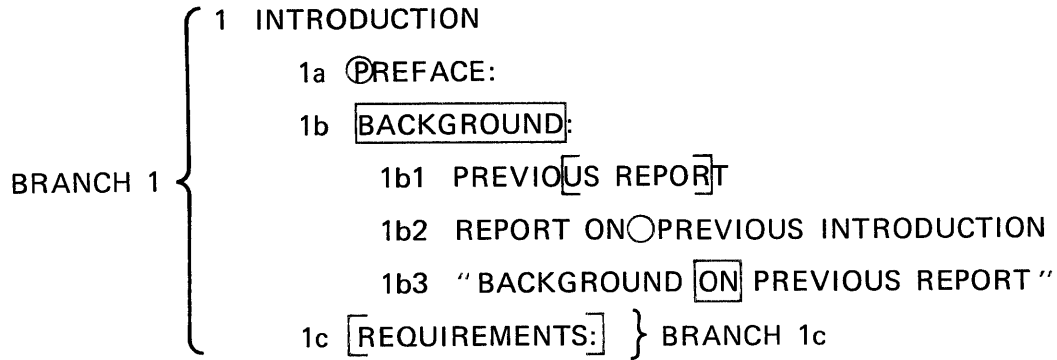 1 INTRODUCTION
1a PREFACE:
1b BACKGROUND:
BRANCH 1
1b1 PREVIOUS REPORT
1b2 REPORT ON PREVIOUS INTRODUCTION
1b3 "BACKGROUND ON PREVIOUS REPORT"
1c [REQUIREMENTS:] } BRANCH 1c